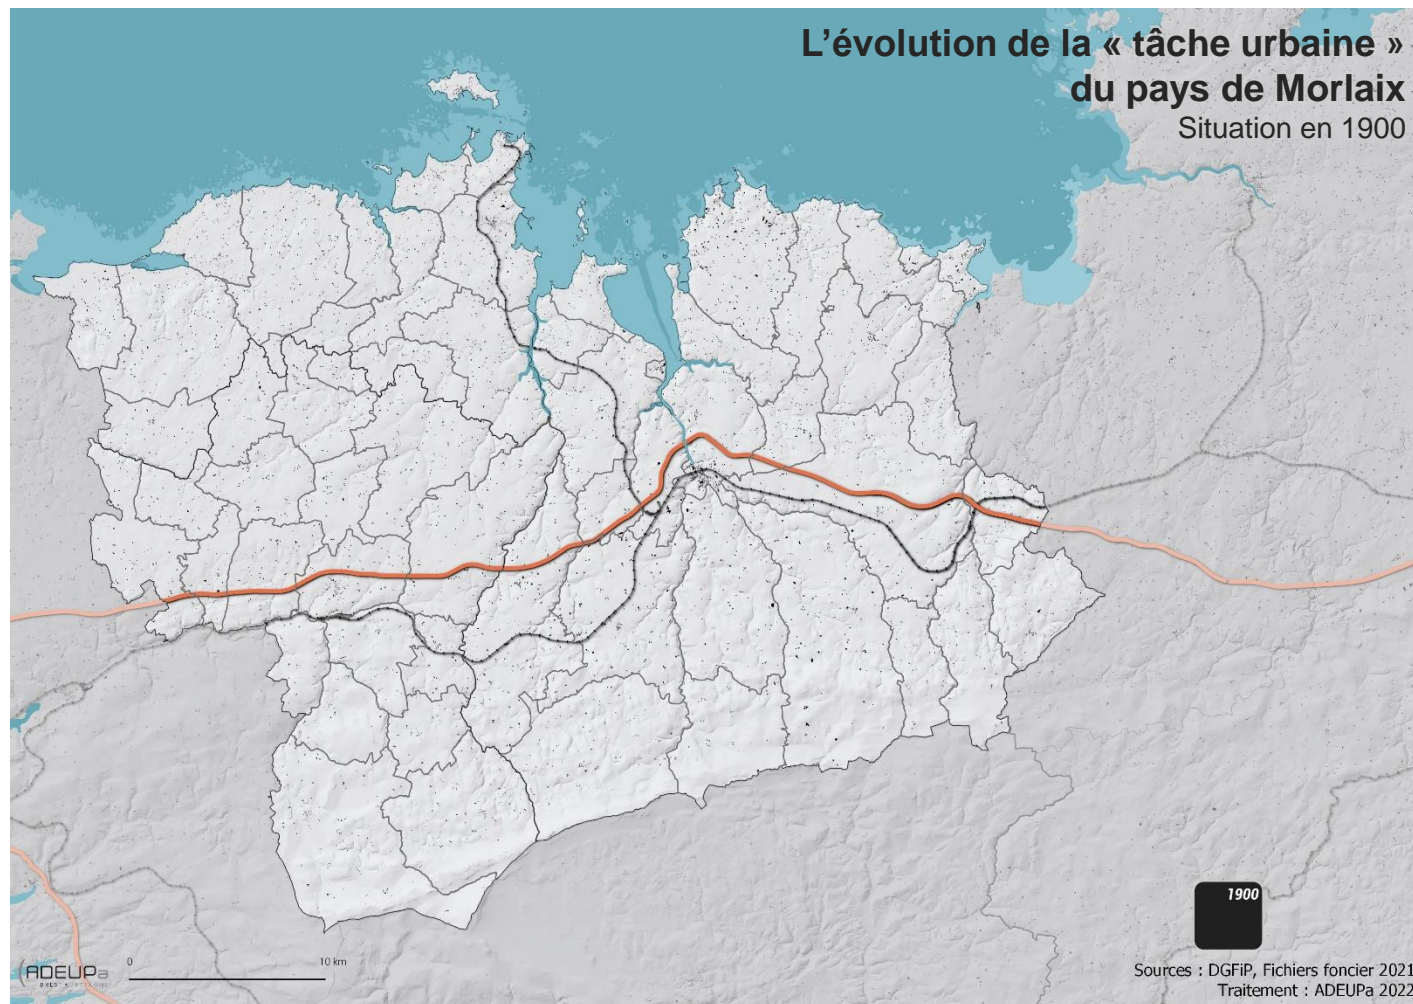 L'évolution de la « tâche urbaine »
du pays de Morlaix
Situation en 1900
1900
ADEUPa
0 10 km
Sources : DGFiP, Fichiers foncier 2021
Traitement : ADEUPa 2022